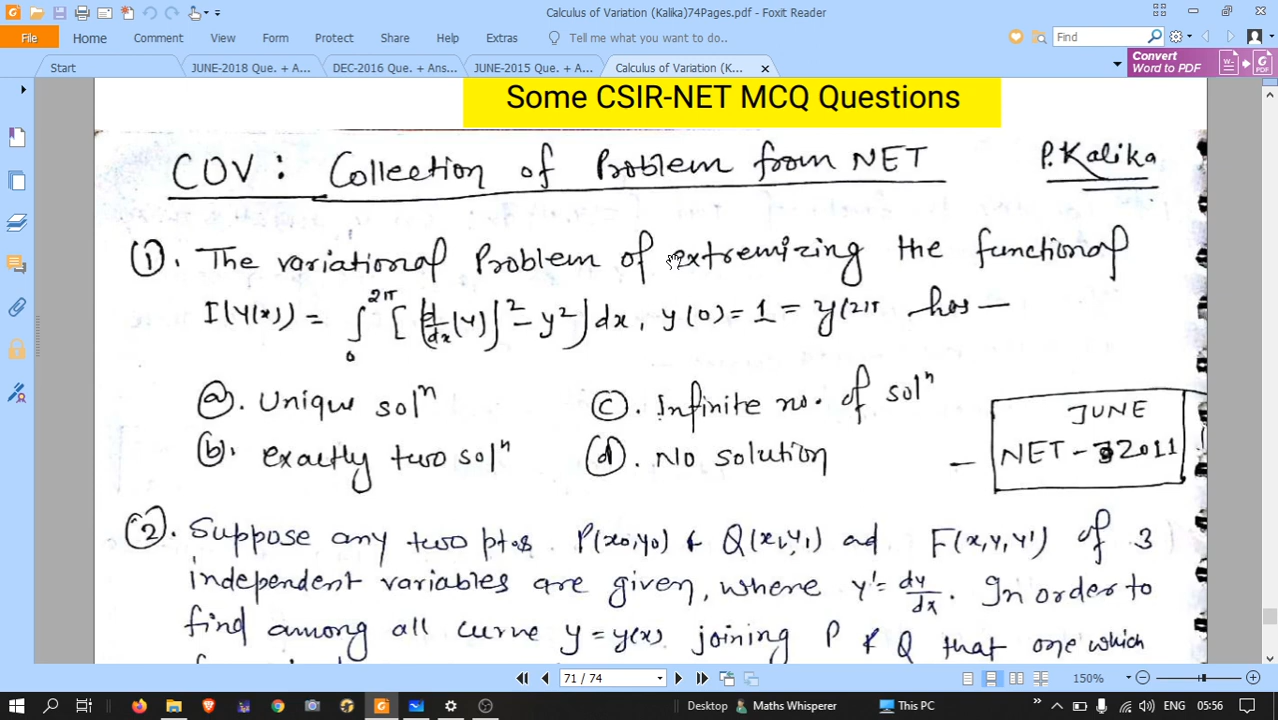 Calculus of Variation (Kalika)74Pages.pdf - Foxit Reader
File Home Comment View Form Protect Share Help Extras Tell me what you want to do.. Find
Start JUNE-2018 Que. + A... DEC-2016 Que. + Ans... JUNE-2015 Que. + A... Calculus of Variation (K... Convert Word to PDF
Some CSIR-NET MCQ Questions
COV : Collection of Problem from NET P. Kalika
(1). The variational Problem of extremizing the functional
I(Y(x)) = ∫₀^2π [(d/dx (y))² - y²] dx, y(0) = 1 = y(2π has —
(a). Unique solⁿ (c). Infinite no. of solⁿ
(b). exactly two solⁿ (d). No solution
— JUNE
NET - 2011
(2). Suppose any two pts. P(x₀,y₀) & Q(x₁,y₁) ad F(x,y,y') of 3
independent variables are given, where y' = dy/dx. In order to
find among all curve y = y(x) joining P & Q that one which
71 / 74 150%
Desktop Maths Whisperer This PC ENG 05:56